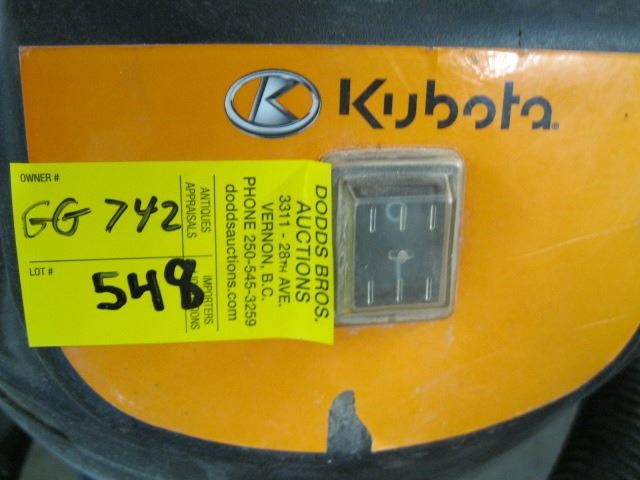 Kubota
OWNER #
GG 742
LOT #
548
ANTIQUES
APPRAISALS
IMPORTERS
DODDS BROS.
AUCTIONS
3311 - 28TH AVE.
VERNON, B.C.
PHONE 250-545-3259
doddsauctions.com